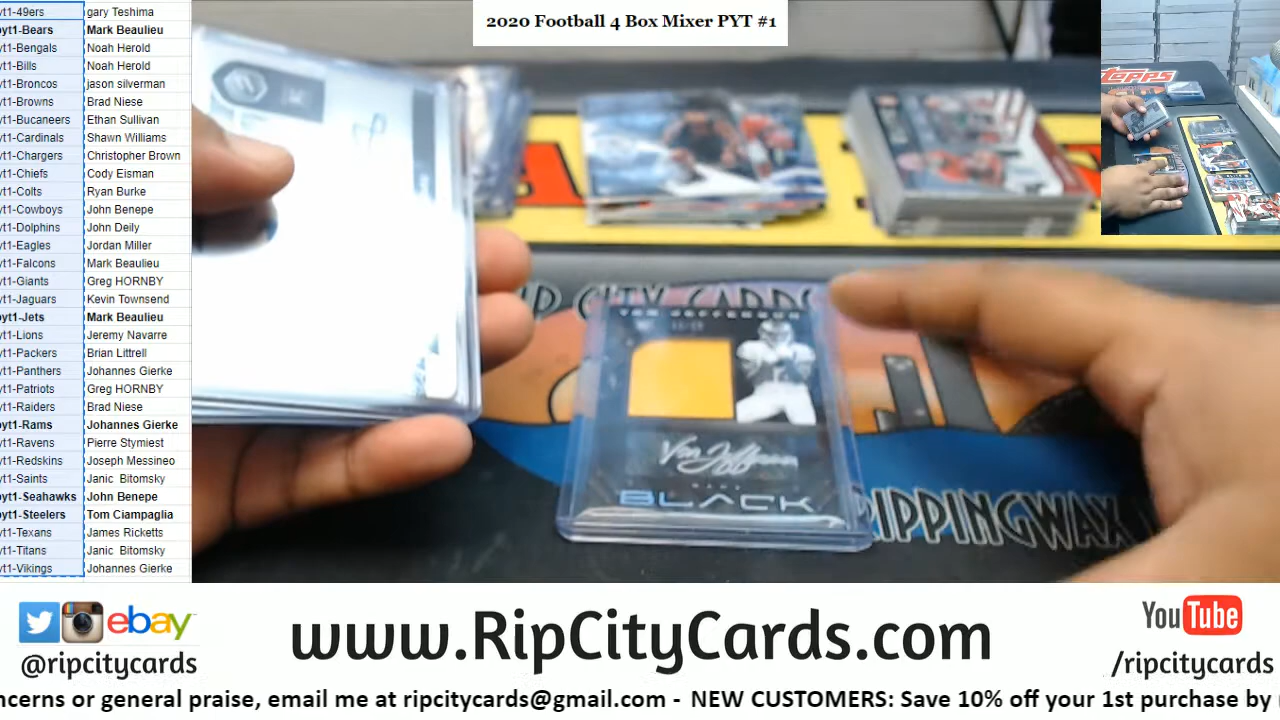 2020 Football 4 Box Mixer PYT #1
yt1-49ers gary Teshima
yt1-Bears Mark Beaulieu
yt1-Bengals Noah Herold
yt1-Bills Noah Herold
yt1-Broncos jason silverman
yt1-Browns Brad Niese
yt1-Bucaneers Ethan Sullivan
yt1-Cardinals Shawn Williams
yt1-Chargers Christopher Brown
yt1-Chiefs Cody Eisman
yt1-Colts Ryan Burke
yt1-Cowboys John Benepe
yt1-Dolphins John Deily
yt1-Eagles Jordan Miller
yt1-Falcons Mark Beaulieu
yt1-Giants Greg HORNBY
yt1-Jaguars Kevin Townsend
yt1-Jets Mark Beaulieu
yt1-Lions Jeremy Navarre
yt1-Packers Brian Littrell
yt1-Panthers Johannes Gierke
yt1-Patriots Greg HORNBY
yt1-Raiders Brad Niese
yt1-Rams Johannes Gierke
yt1-Ravens Pierre Stymiest
yt1-Redskins Joseph Messineo
yt1-Saints Janic Bitomsky
yt1-Seahawks John Benepe
yt1-Steelers Tom Ciampaglia
yt1-Texans James Ricketts
yt1-Titans Janic Bitomsky
yt1-Vikings Johannes Gierke
Topps
IP CITY CARDS
VAN JEFFERSON
Van Jefferson
BLACK
RIPPINGWAX
ebay
@ripcitycards
www.RipCityCards.com
YouTube
/ripcitycards
ncerns or general praise, email me at ripcitycards@gmail.com - NEW CUSTOMERS: Save 10% off your 1st purchase by